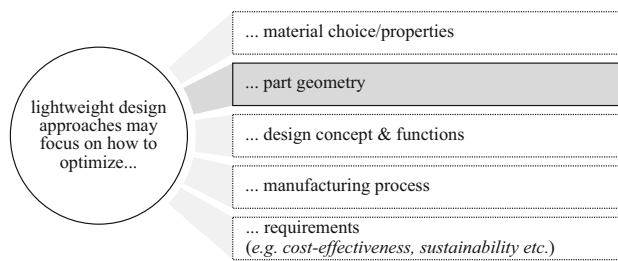 lightweight design
approaches may
focus on how to
optimize...
... material choice/properties
... part geometry
... design concept & functions
... manufacturing process
... requirements
(e.g. cost-effectiveness, sustainability etc.)